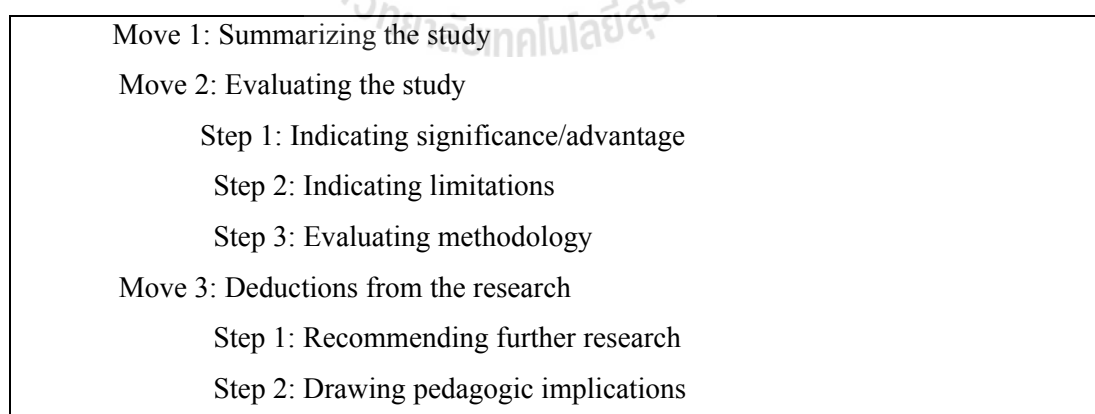 Move 1: Summarizing the study
Move 2: Evaluating the study
Step 1: Indicating significance/advantage
Step 2: Indicating limitations
Step 3: Evaluating methodology
Move 3: Deductions from the research
Step 1: Recommending further research
Step 2: Drawing pedagogic implications